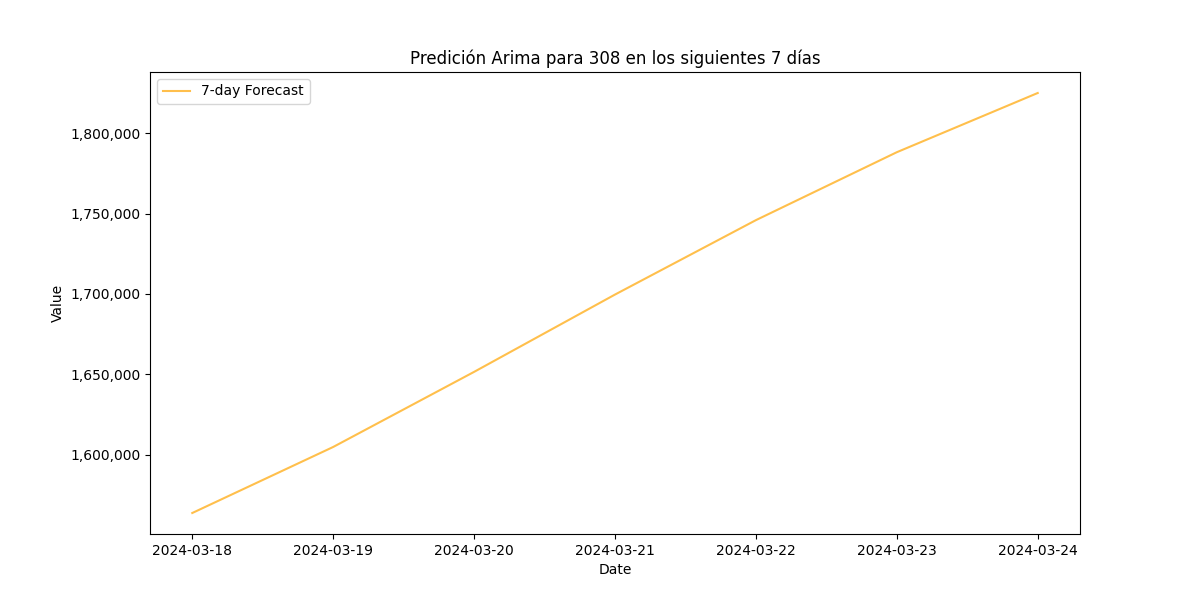 Predición Arima para 308 en los siguientes 7 días
7-day Forecast
Value
1,800,000
1,750,000
1,700,000
1,650,000
1,600,000
2024-03-18 2024-03-19 2024-03-20 2024-03-21 2024-03-22 2024-03-23 2024-03-24
Date